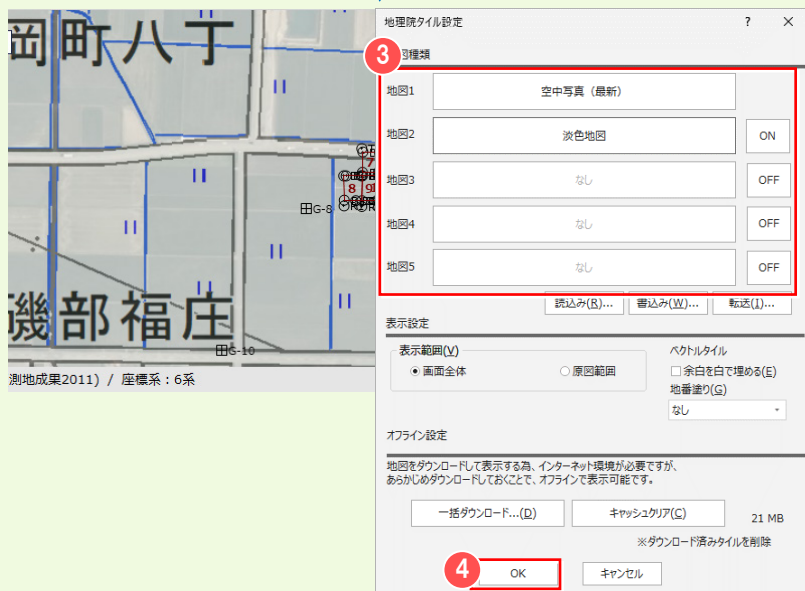 岡町八丁
G-8
磯部福庄
G-10
測地成果2011) / 座標系:6系
地理院タイル設定
? ×
3
図種類
地図1 空中写真(最新)
地図2 淡色地図 ON
地図3 なし OFF
地図4 なし OFF
地図5 なし OFF
読込み(R)... 書込み(W)... 転送(I)...
表示設定
表示範囲(V)
画面全体 原図範囲
ベクトルタイル
余白を白で埋める(E)
地番塗り(G)
なし
オフライン設定
地図をダウンロードして表示する為、インターネット環境が必要ですが、
あらかじめダウンロードしておくことで、オフラインで表示可能です。
一括ダウンロード...(D) キャッシュクリア(C) 21 MB
※ダウンロード済みタイルを削除
4
OK キャンセル